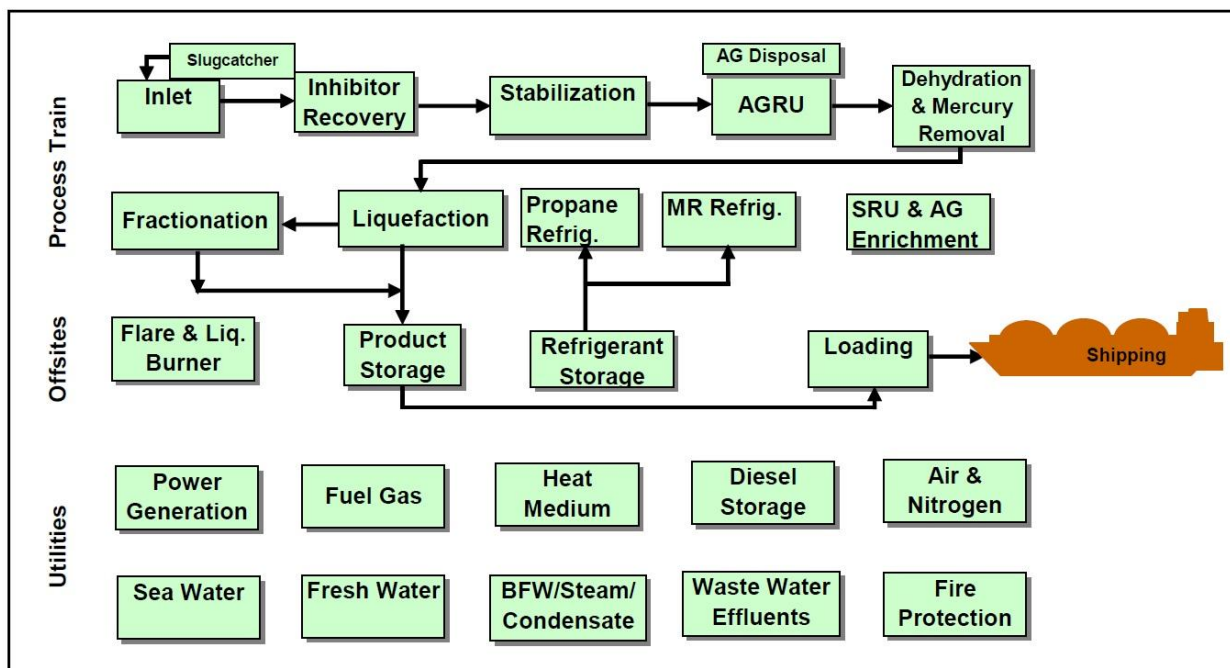 Process Train
Slugcatcher
Inlet
Inhibitor
Recovery
Stabilization
AG Disposal
AGRU
Dehydration
& Mercury
Removal
Fractionation
Liquefaction
Propane
Refrig.
MR Refrig.
SRU & AG
Enrichment
Offsites
Flare & Liq.
Burner
Product
Storage
Refrigerant
Storage
Loading
Shipping
Utilities
Power
Generation
Fuel Gas
Heat
Medium
Diesel
Storage
Air &
Nitrogen
Sea Water
Fresh Water
BFW/Steam/
Condensate
Waste Water
Effluents
Fire
Protection